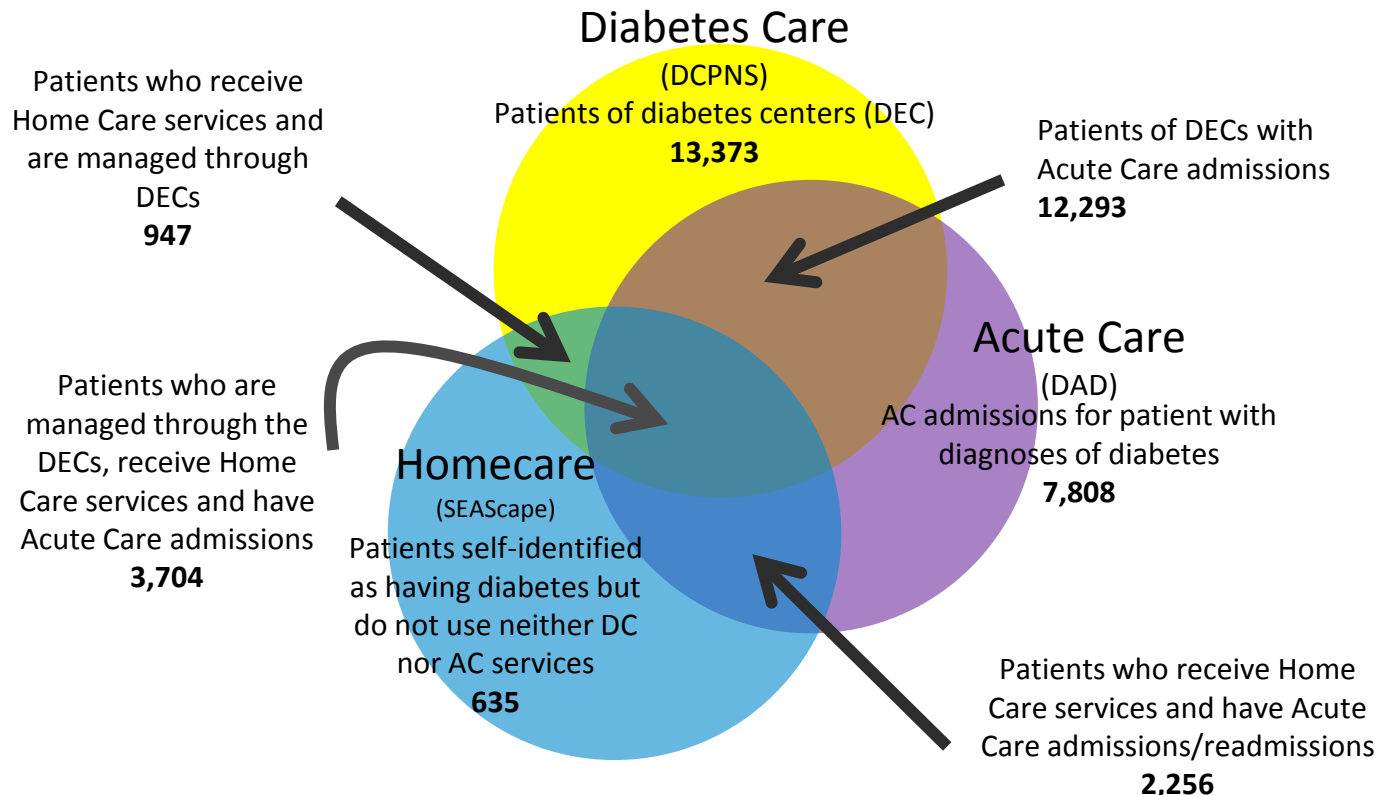 Diabetes Care
(DCPNS)
Patients of diabetes centers (DEC)
13,373
Patients who receive
Home Care services and
are managed through
DECs
947
Patients of DECs with
Acute Care admissions
12,293
Acute Care
(DAD)
AC admissions for patient with
diagnoses of diabetes
7,808
Patients who are
managed through the
DECs, receive Home
Care services and have
Acute Care admissions
3,704
Homecare
(SEAScape)
Patients self-identified
as having diabetes but
do not use neither DC
nor AC services
635
Patients who receive Home
Care services and have Acute
Care admissions/readmissions
2,256